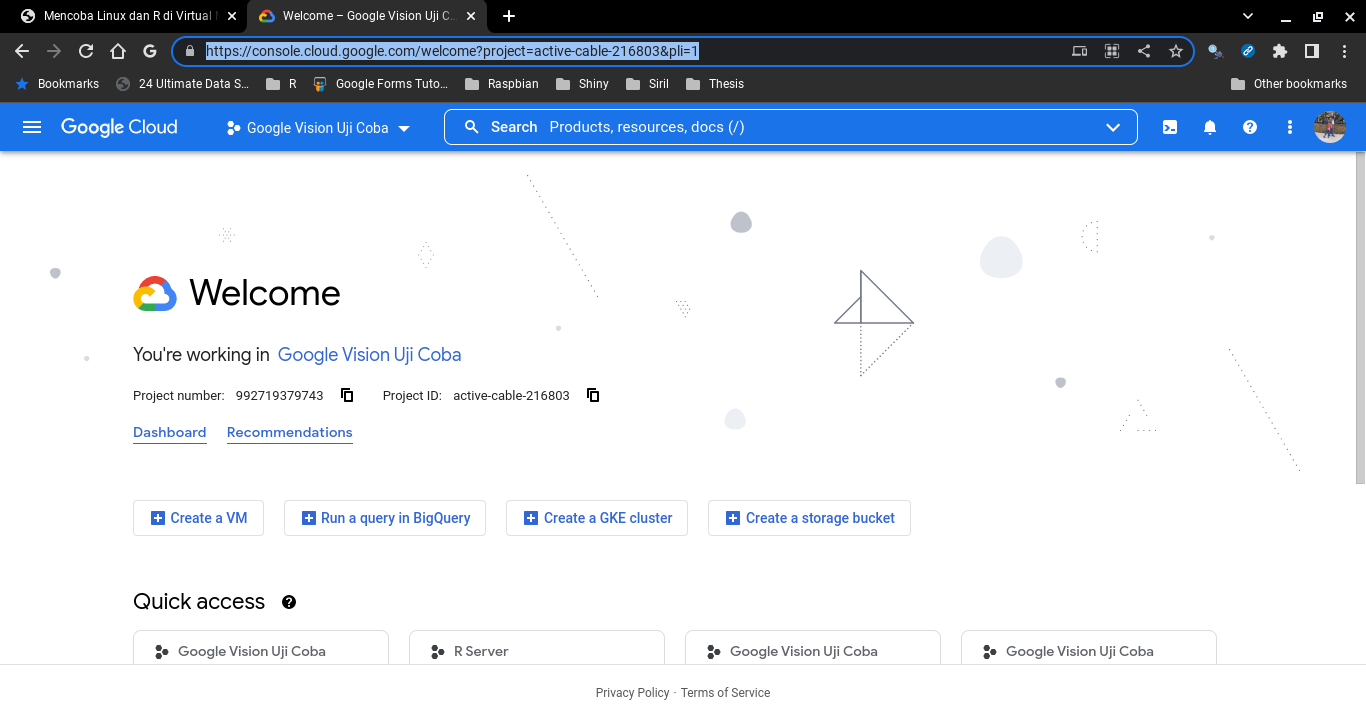 Mencoba Linux dan R di Virtual
Welcome – Google Vision Uji C...
https://console.cloud.google.com/welcome?project=active-cable-216803&pli=1
Bookmarks 24 Ultimate Data S... R Google Forms Tuto... Raspbian Shiny Siril Thesis Other bookmarks
Google Cloud Google Vision Uji Coba Search Products, resources, docs (/)
Welcome
You're working in Google Vision Uji Coba
Project number: 992719379743 Project ID: active-cable-216803
Dashboard Recommendations
Create a VM Run a query in BigQuery Create a GKE cluster Create a storage bucket
Quick access
Google Vision Uji Coba R Server Google Vision Uji Coba Google Vision Uji Coba
Privacy Policy · Terms of Service